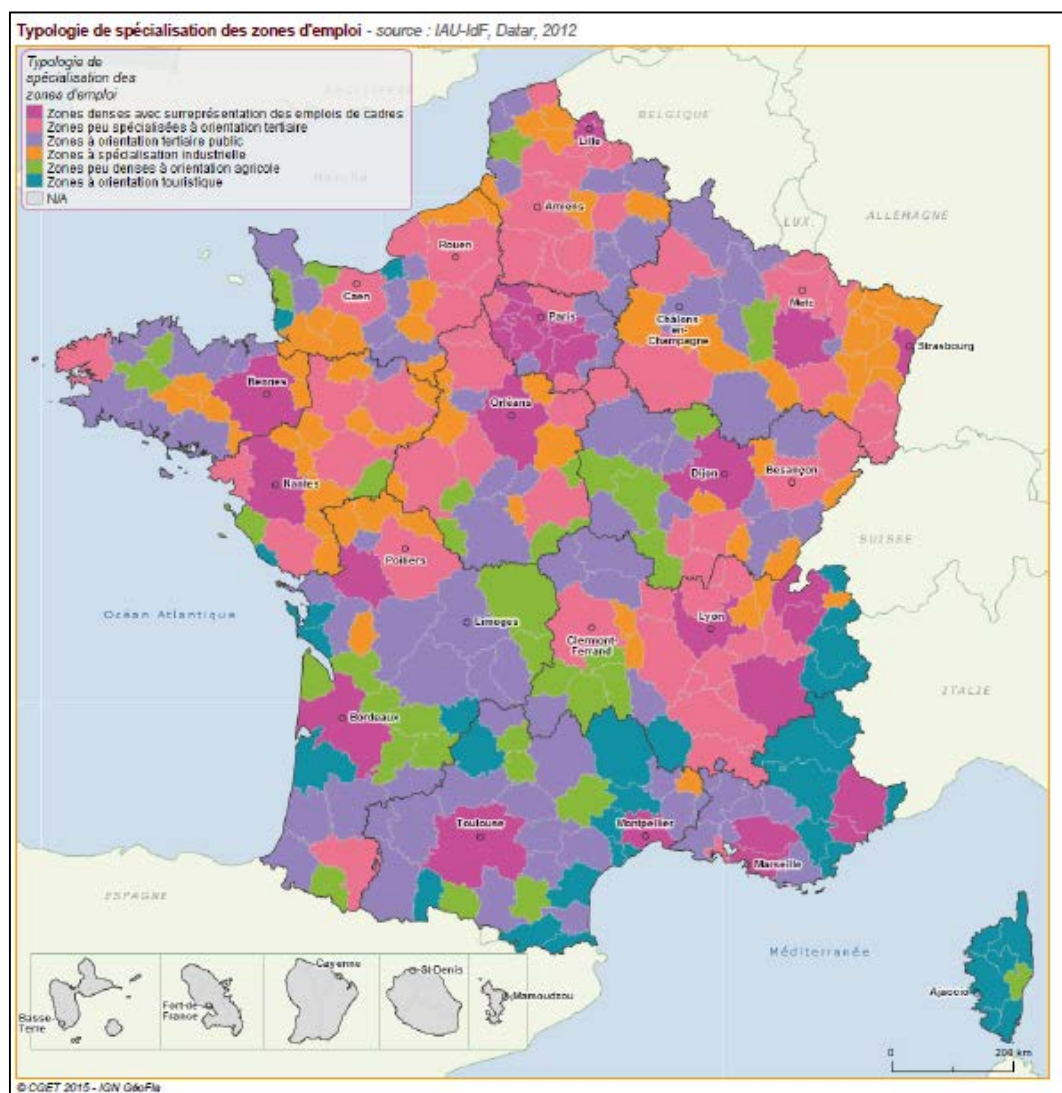 Typologie de spécialisation des zones d'emploi - source : IAU-IdF, Datar, 2012
Typologie de
spécialisation des
zones d'emploi
Zones denses avec surreprésentation des emplois de cadres
Zones peu spécialisées à orientation tertiaire
Zones à orientation tertiaire public
Zones à spécialisation industrielle
Zones peu denses à orientation agricole
Zones à orientation touristique
N/A
Manche
BELGIQUE
Lille
LUX.
ALLEMAGNE
Amiens
Rouen
Caen
Metz
Paris
Châlons-
en-
Champagne
Strasbourg
Rennes
Orléans
Nantes
Dijon
Besançon
SUISSE
Poitiers
Océan Atlantique
Limoges
Clermont-
Ferrand
Lyon
ITALIE
Bordeaux
Toulouse
Montpellier
Marseille
ESPAGNE
Méditerranée
Ajaccio
Basse-
Terre
Fort-de-
France
Cayenne
St-Denis
Mamoudzou
0
200 km
© CGET 2015 - IGN GéoFla